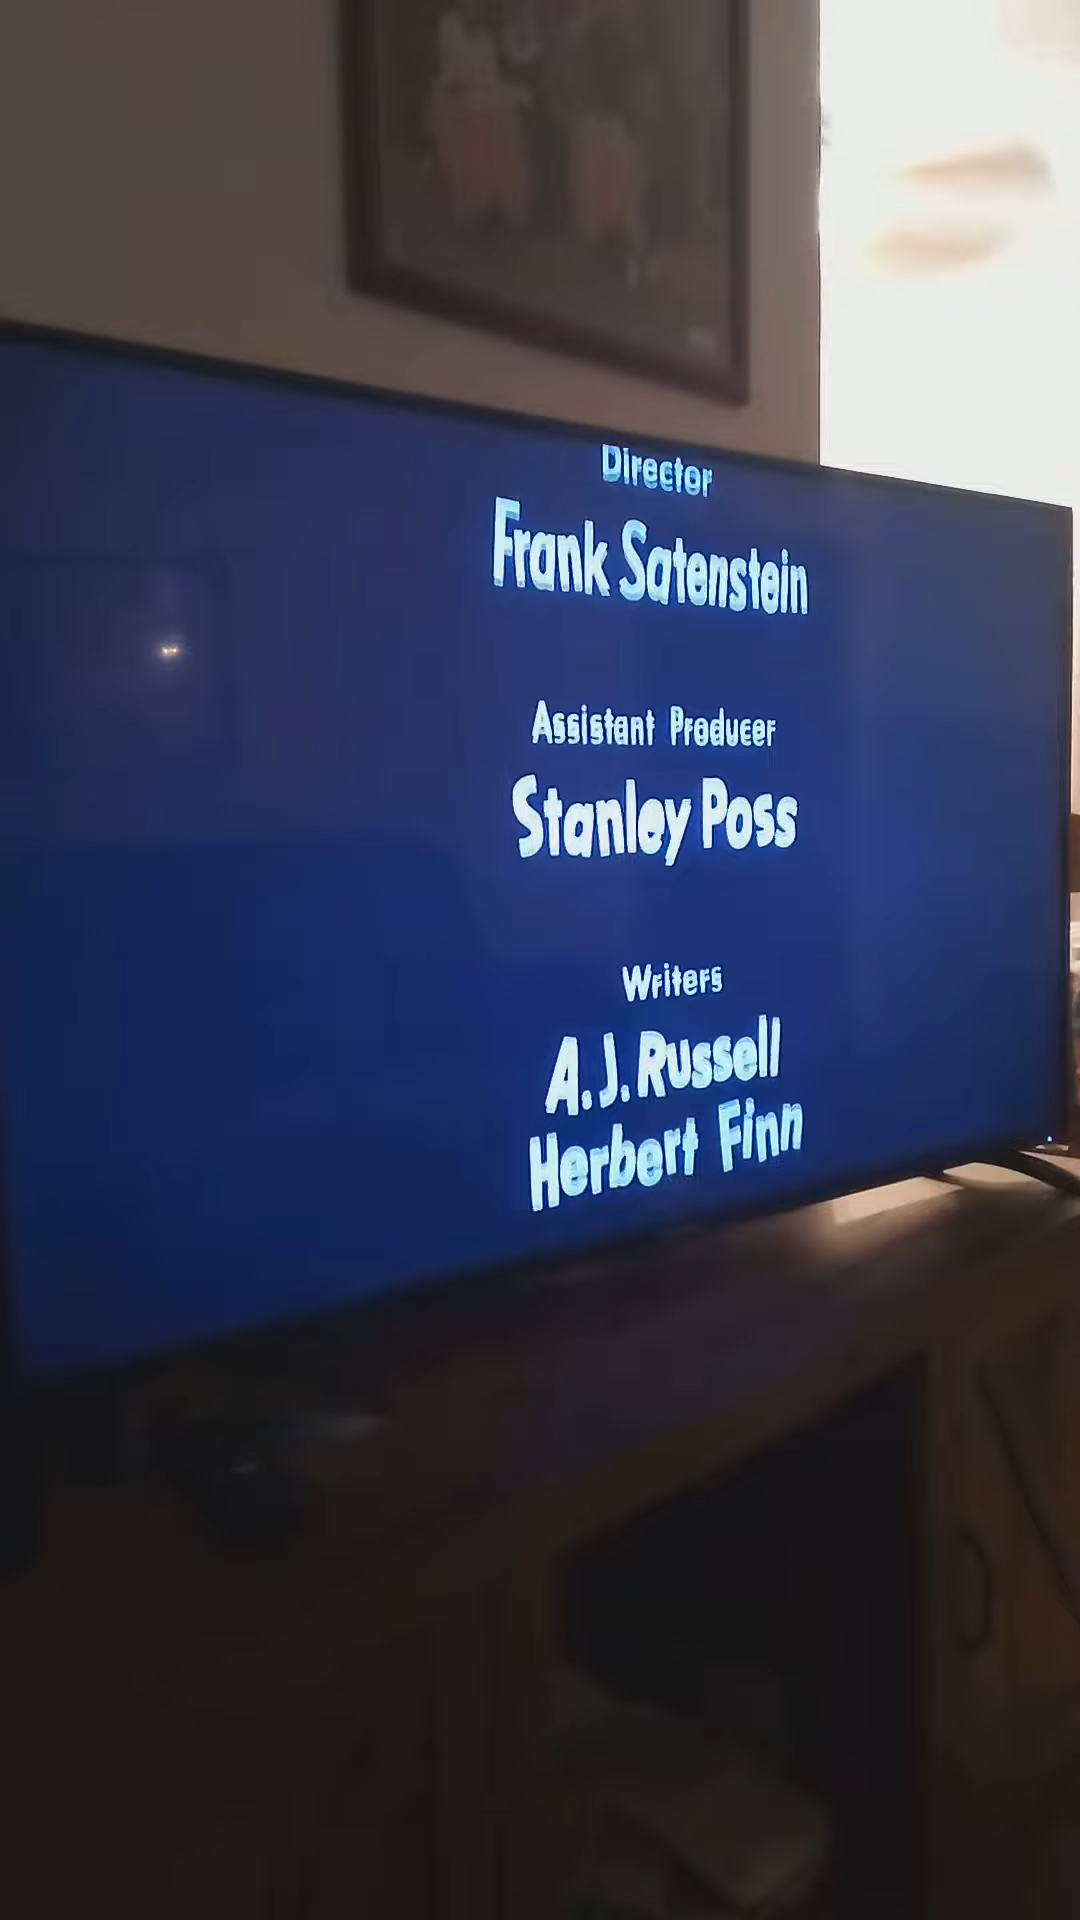 Director
Frank Satenstein
Assistant Producer
Stanley Poss
Writers
A.J. Russell
Herbert Finn